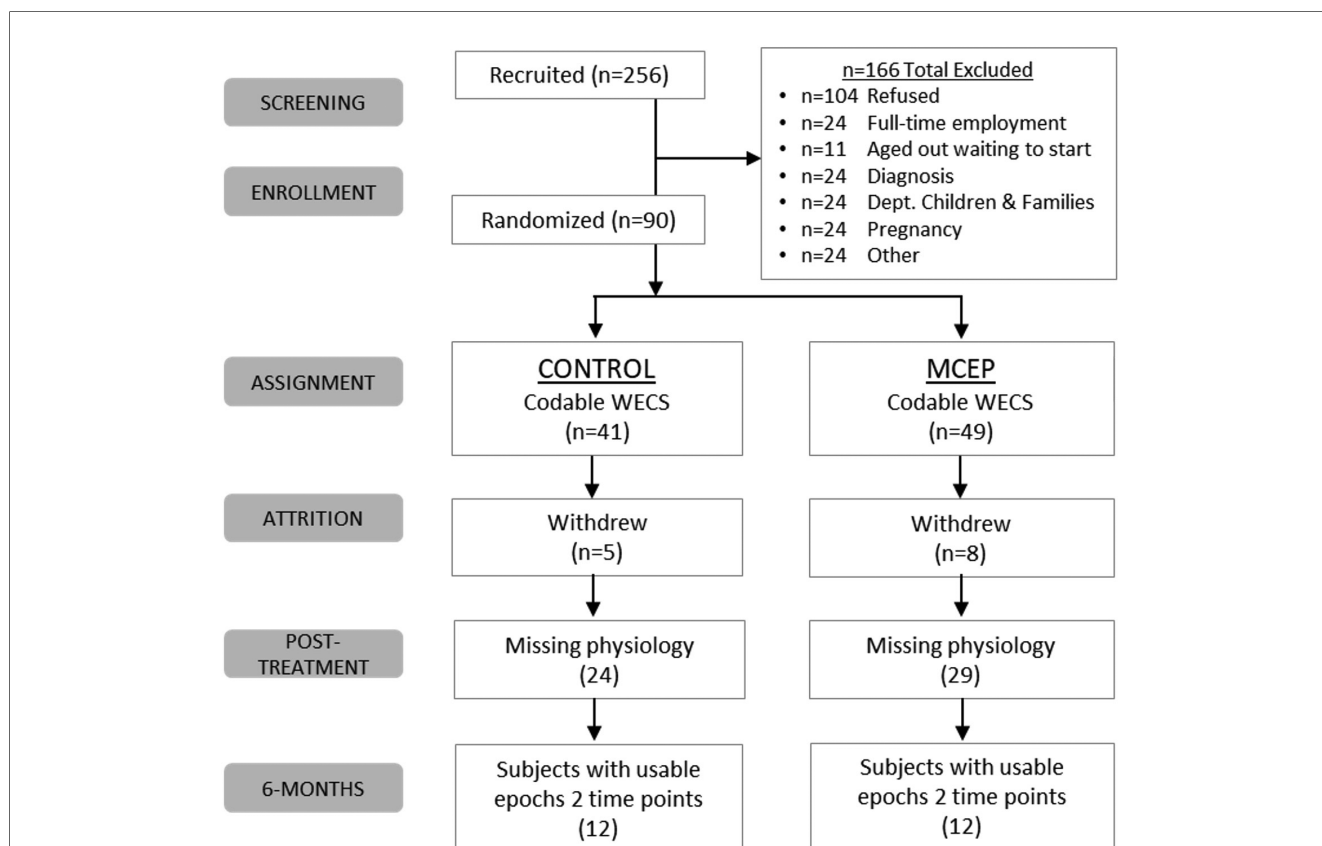 SCREENING
Recruited (n=256)
n=166 Total Excluded
• n=104 Refused
• n=24 Full-time employment
• n=11 Aged out waiting to start
• n=24 Diagnosis
• n=24 Dept. Children & Families
• n=24 Pregnancy
• n=24 Other
ENROLLMENT
Randomized (n=90)
ASSIGNMENT
CONTROL
Codable WECS
(n=41)
MCEP
Codable WECS
(n=49)
ATTRITION
Withdrew
(n=5)
Withdrew
(n=8)
POST-
TREATMENT
Missing physiology
(24)
Missing physiology
(29)
6-MONTHS
Subjects with usable
epochs 2 time points
(12)
Subjects with usable
epochs 2 time points
(12)